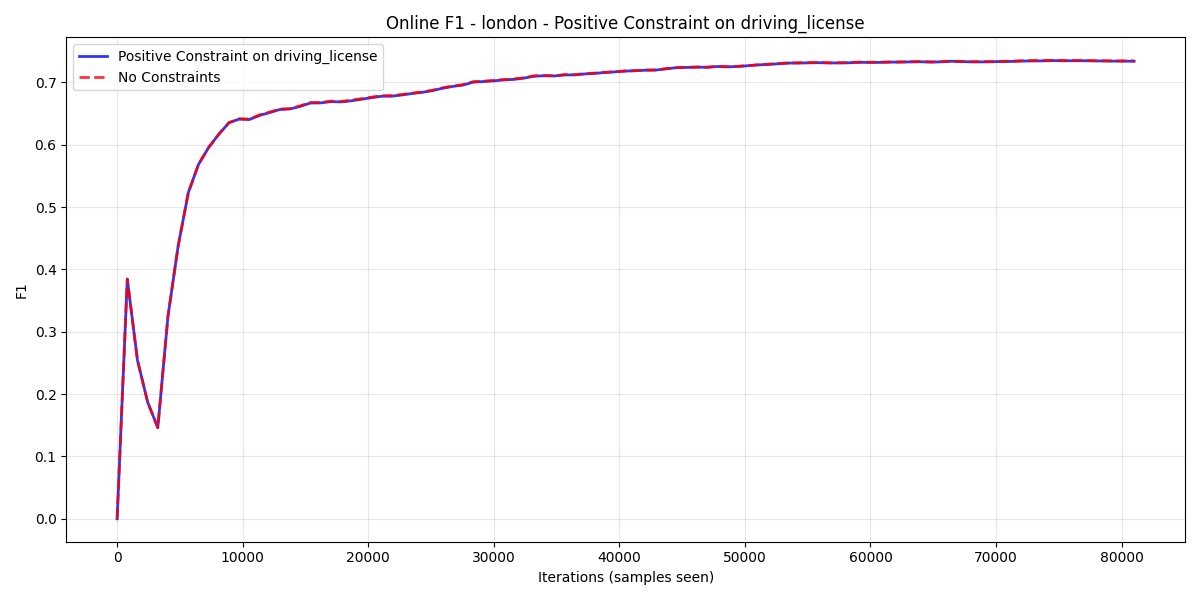 Online F1 - london - Positive Constraint on driving_license
Positive Constraint on driving_license
No Constraints
F1
0.7
0.6
0.5
0.4
0.3
0.2
0.1
0.0
0 10000 20000 30000 40000 50000 60000 70000 80000
Iterations (samples seen)